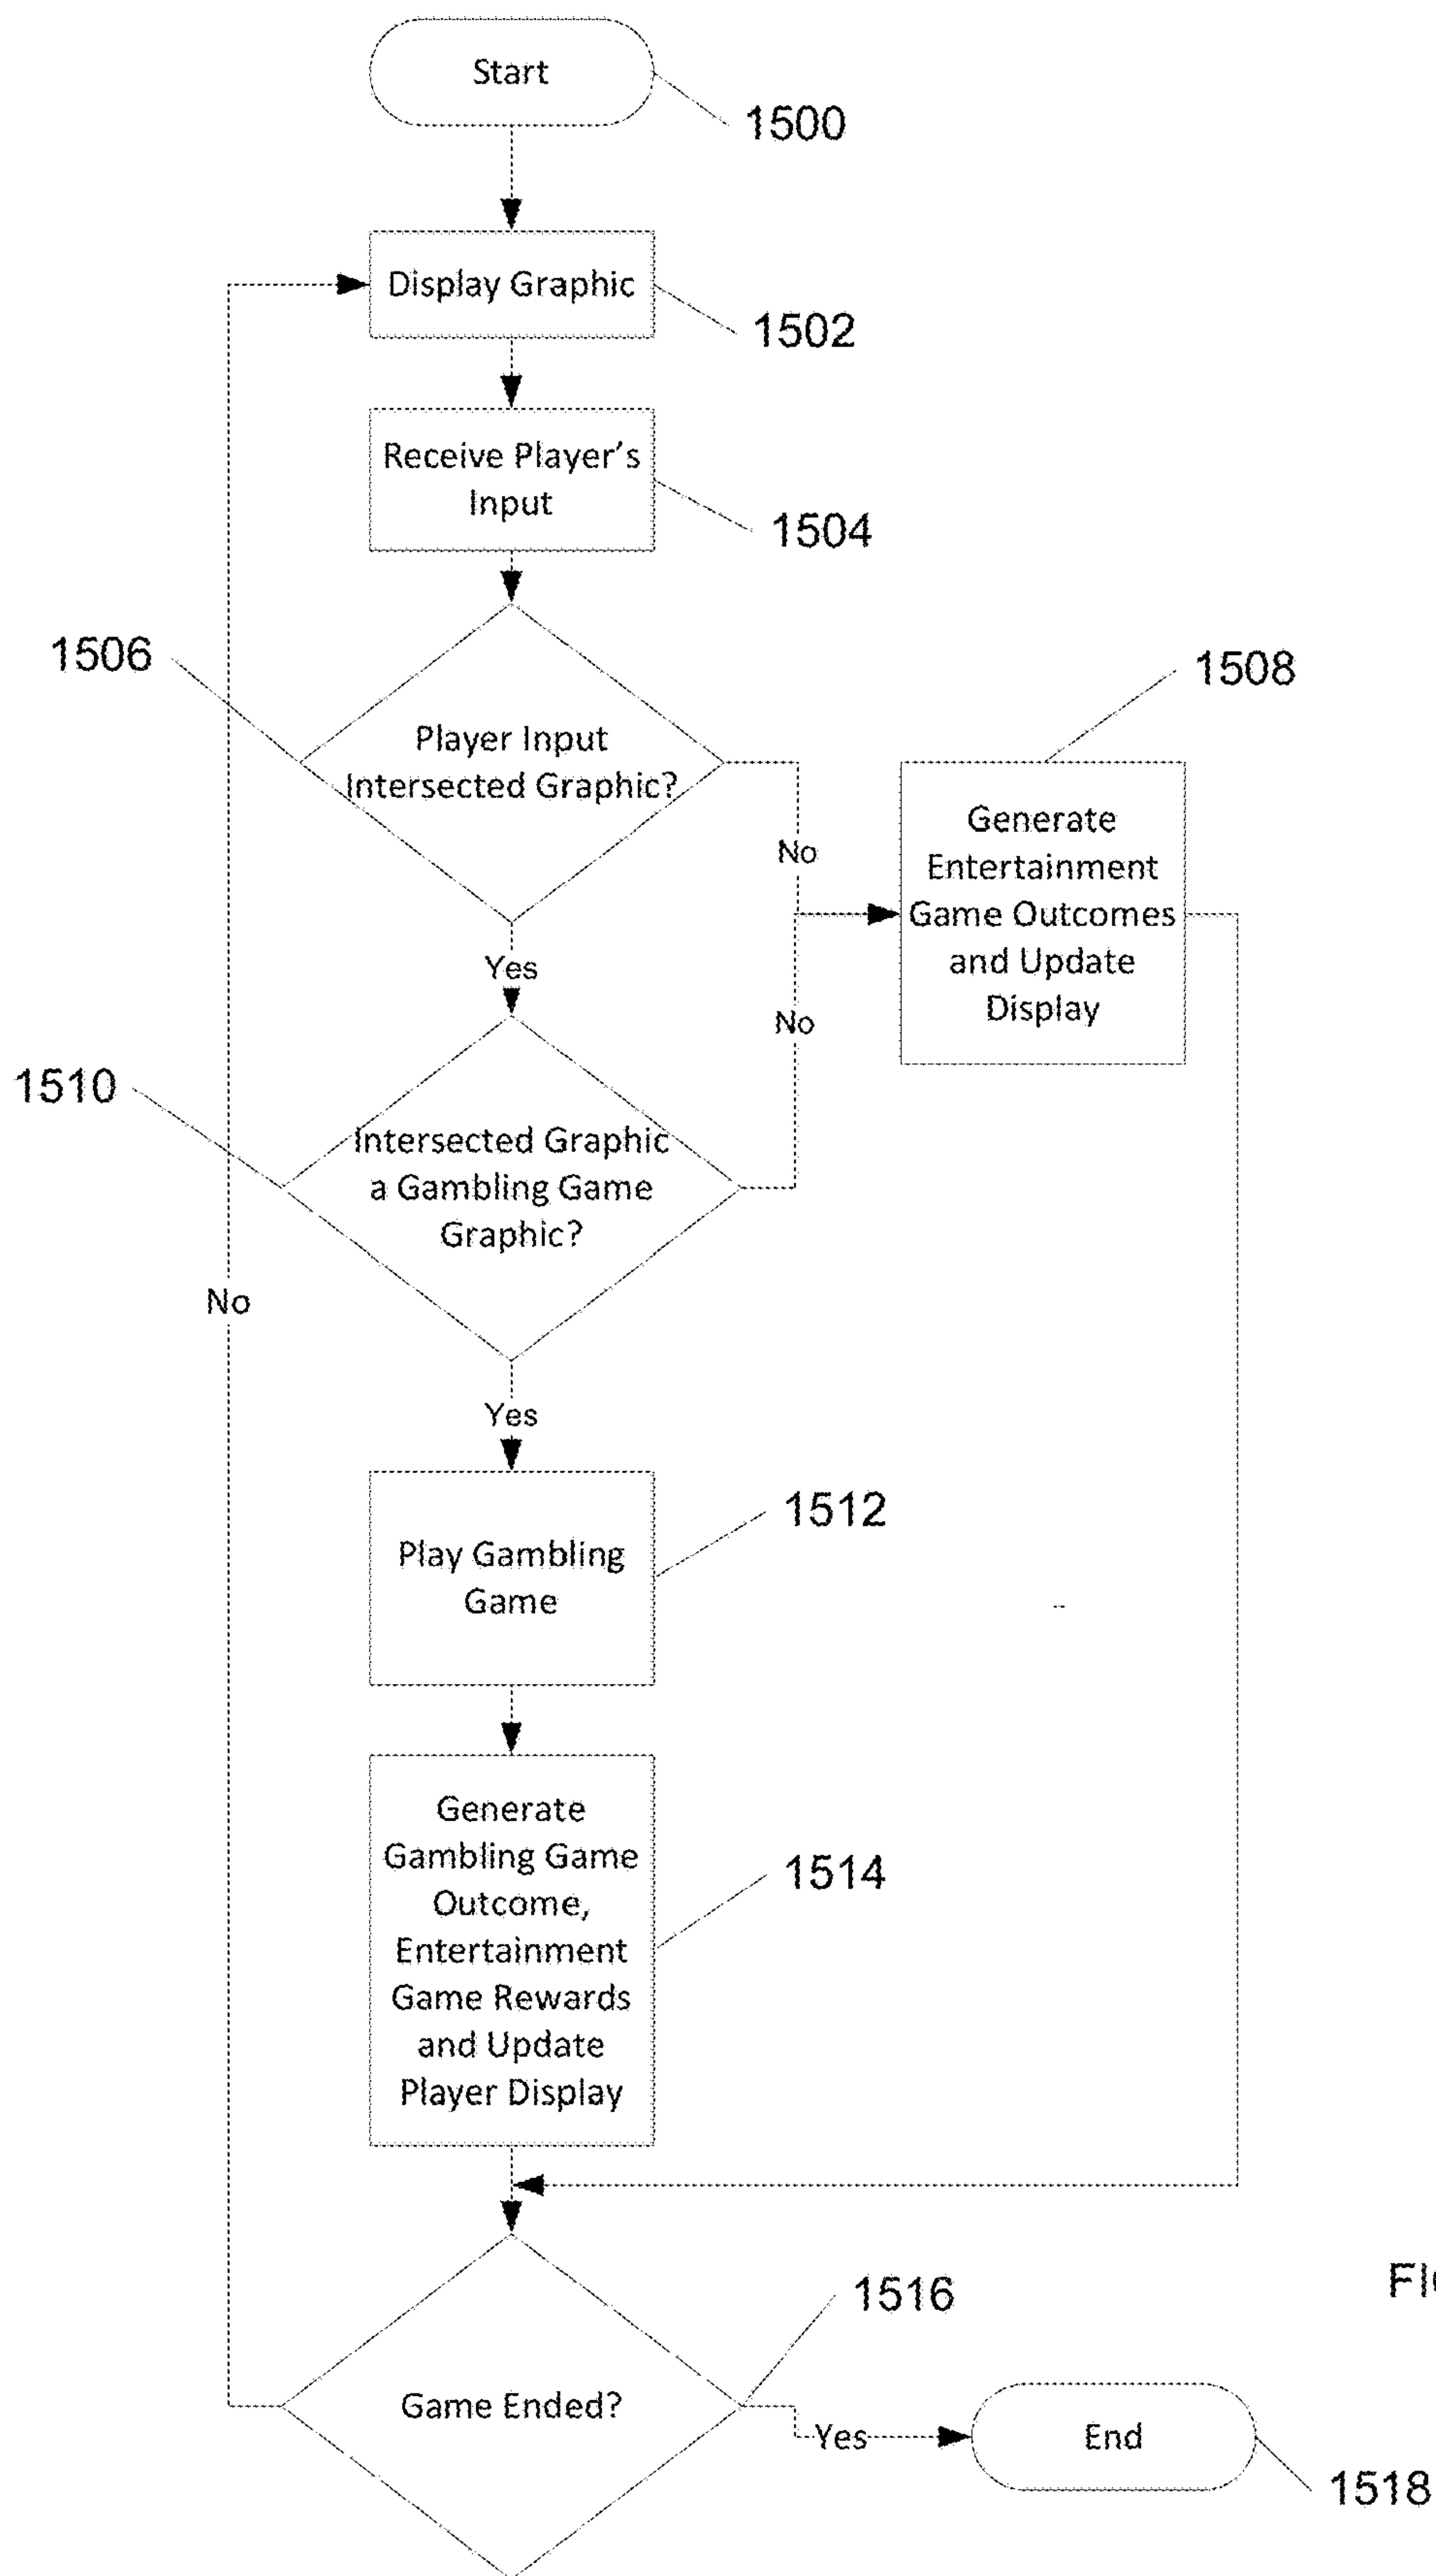 Start
1500
Display Graphic
1502
Receive Player's
Input
1504
1506
Player Input
Intersected Graphic?
No
1508
Generate
Entertainment
Game Outcomes
and Update
Display
Yes
No
1510
Intersected Graphic
a Gambling Game
Graphic?
No
Yes
1512
Play Gambling
Game
Generate
Gambling Game
Outcome,
Entertainment
Game Rewards
and Update
Player Display
1514
1516
Game Ended?
Yes
End
1518